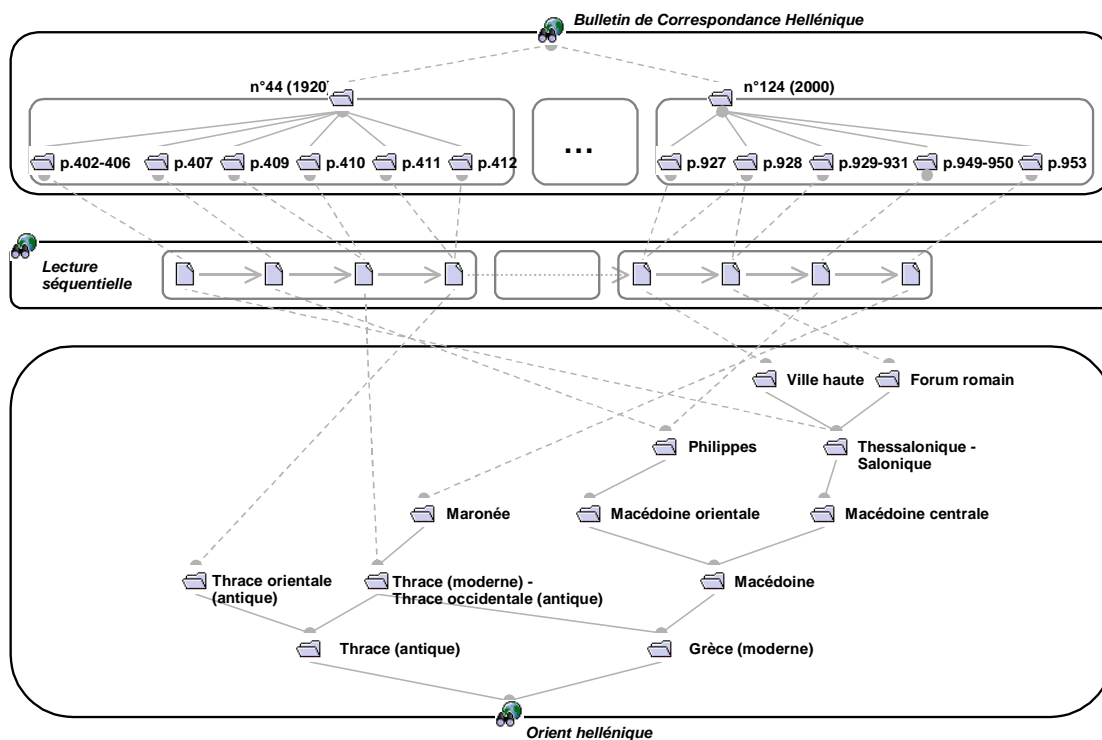 Bulletin de Correspondance Hellénique
n°44 (1920)
n°124 (2000)
p.402-406
p.407
p.409
p.410
p.411
p.412
...
p.927
p.928
p.929-931
p.949-950
p.953
Lecture
séquentielle
Ville haute
Forum romain
Philippes
Thessalonique -
Salonique
Maronée
Macédoine orientale
Macédoine centrale
Thrace orientale
(antique)
Thrace (moderne) -
Thrace occidentale (antique)
Macédoine
Thrace (antique)
Grèce (moderne)
Orient hellénique